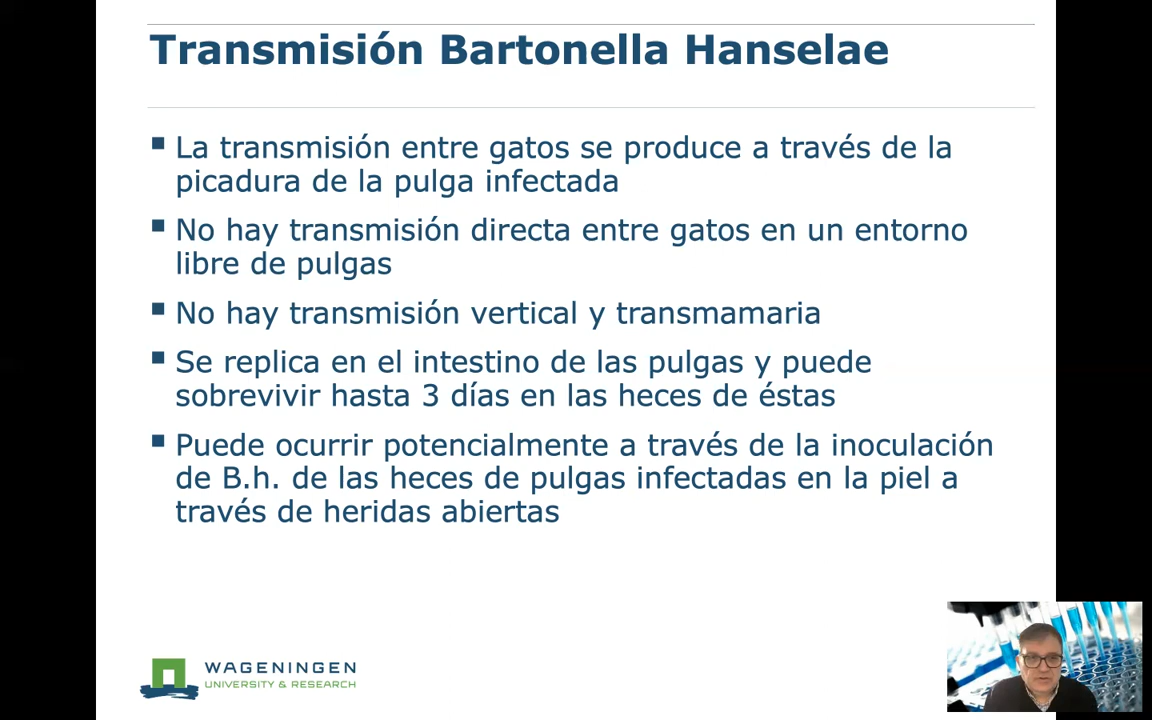 Transmisión Bartonella Hanselae
La transmisión entre gatos se produce a través de la
picadura de la pulga infectada
No hay transmisión directa entre gatos en un entorno
libre de pulgas
No hay transmisión vertical y transmamaria
Se replica en el intestino de las pulgas y puede
sobrevivir hasta 3 días en las heces de éstas
Puede ocurrir potencialmente a través de la inoculación
de B.h. de las heces de pulgas infectadas en la piel a
través de heridas abiertas
WAGENINGEN
UNIVERSITY & RESEARCH